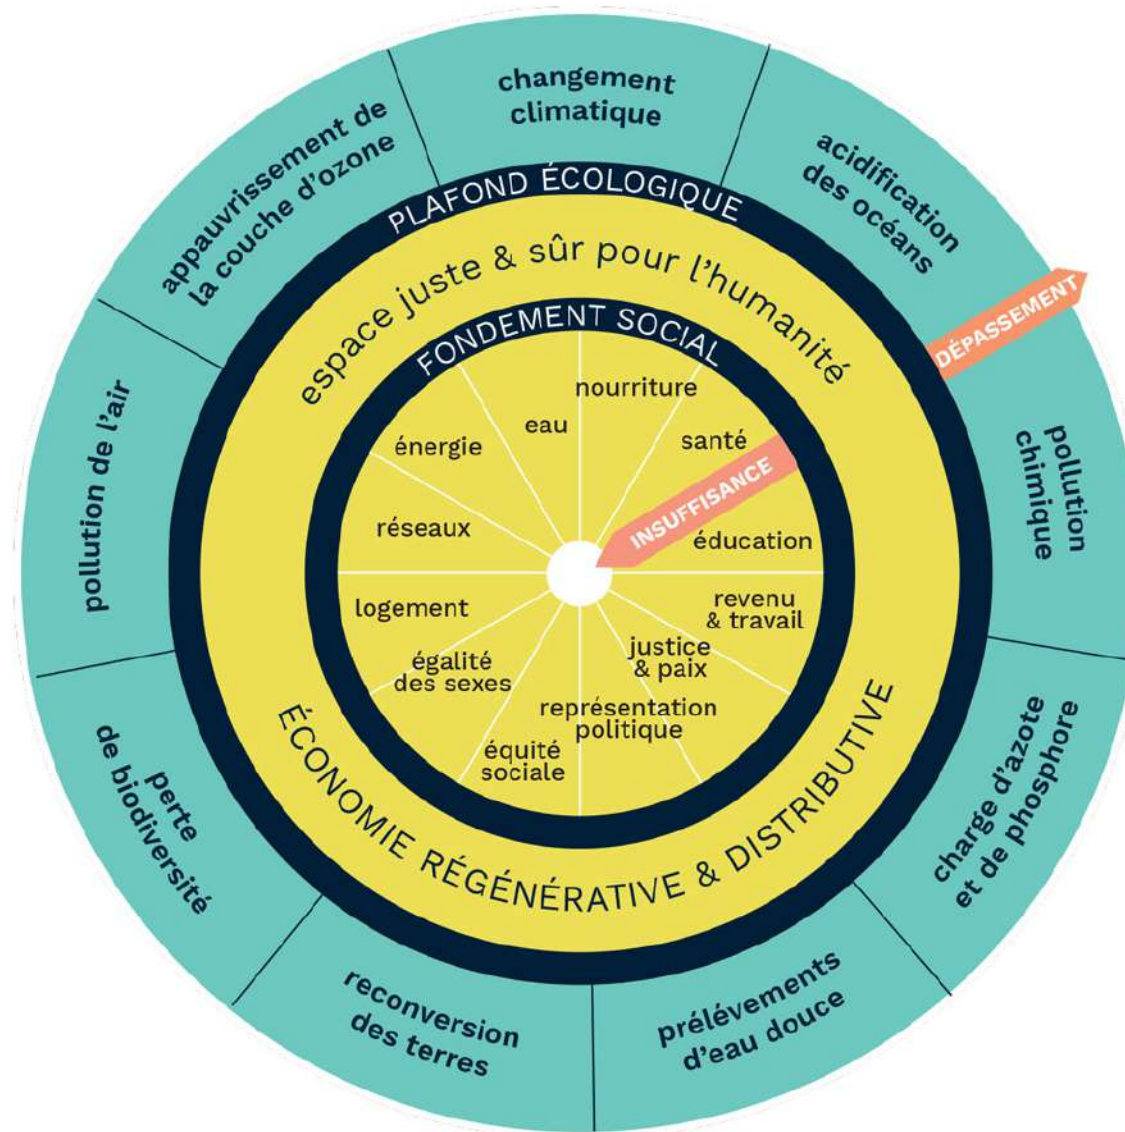 changement
climatique
acidification
des océans
DÉPASSEMENT
pollution
chimique
charge d'azote
et de phosphore
prélévements
d'eau douce
reconversion
des terres
perte
de biodiversité
pollution de l'air
appauvrissement de
la couche d'ozone
PLAFOND ÉCOLOGIQUE
espace juste & sûr pour l'humanité
FONDEMENT SOCIAL
eau
nourriture
santé
INSUFFISANCE
éducation
revenu
& travail
justice
& paix
représentation
politique
équité
sociale
égalité
des sexes
logement
réseaux
énergie
ÉCONOMIE RÉGÉNÉRATIVE & DISTRIBUTIVE